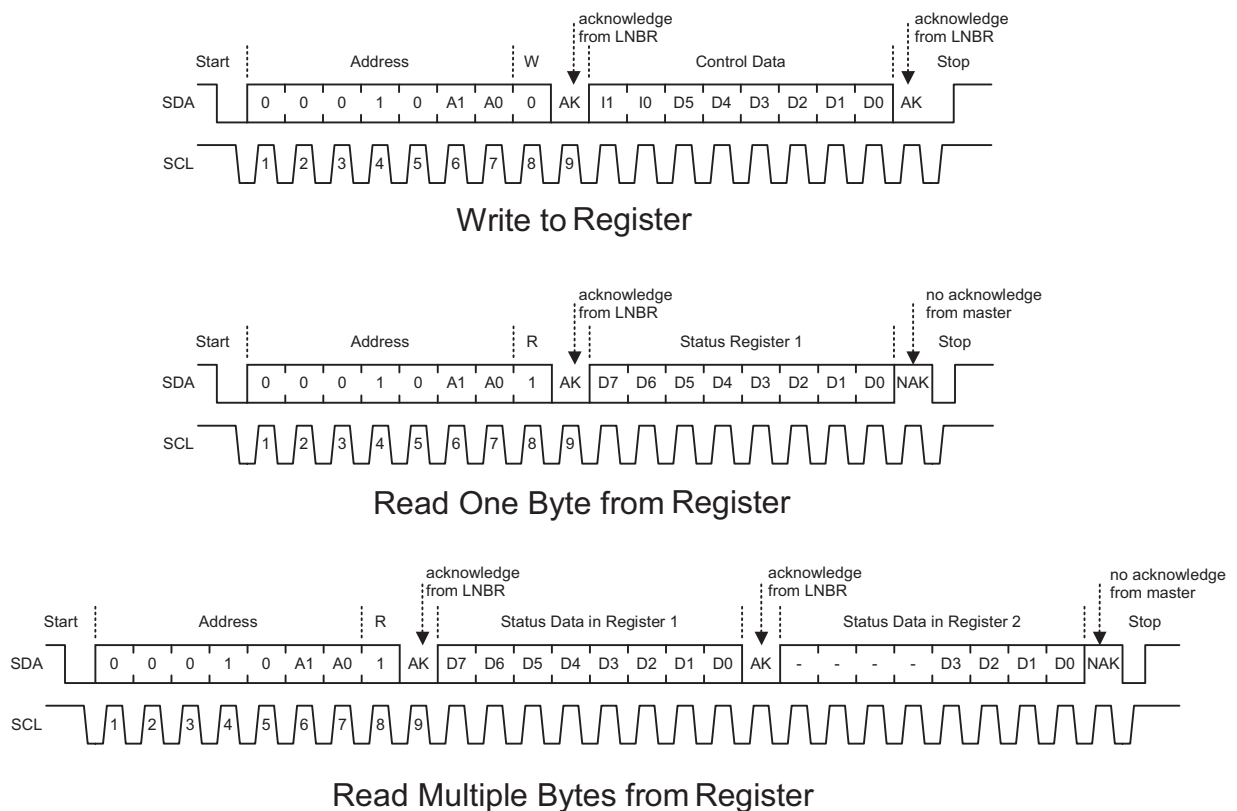 acknowledge
from LNBR
acknowledge
from LNBR
Start Address W Control Data Stop
SDA 0 0 0 1 0 A1 A0 0 AK I1 I0 D5 D4 D3 D2 D1 D0 AK
SCL 1 2 3 4 5 6 7 8 9
Write to Register
acknowledge
from LNBR
no acknowledge
from master
Start Address R Status Register 1 Stop
SDA 0 0 0 1 0 A1 A0 1 AK D7 D6 D5 D4 D3 D2 D1 D0 NAK
SCL 1 2 3 4 5 6 7 8 9
Read One Byte from Register
acknowledge
from LNBR
acknowledge
from LNBR
no acknowledge
from master
Start Address R Status Data in Register 1 Status Data in Register 2 Stop
SDA 0 0 0 1 0 A1 A0 1 AK D7 D6 D5 D4 D3 D2 D1 D0 AK - - - - D3 D2 D1 D0 NAK
SCL 1 2 3 4 5 6 7 8 9
Read Multiple Bytes from Register